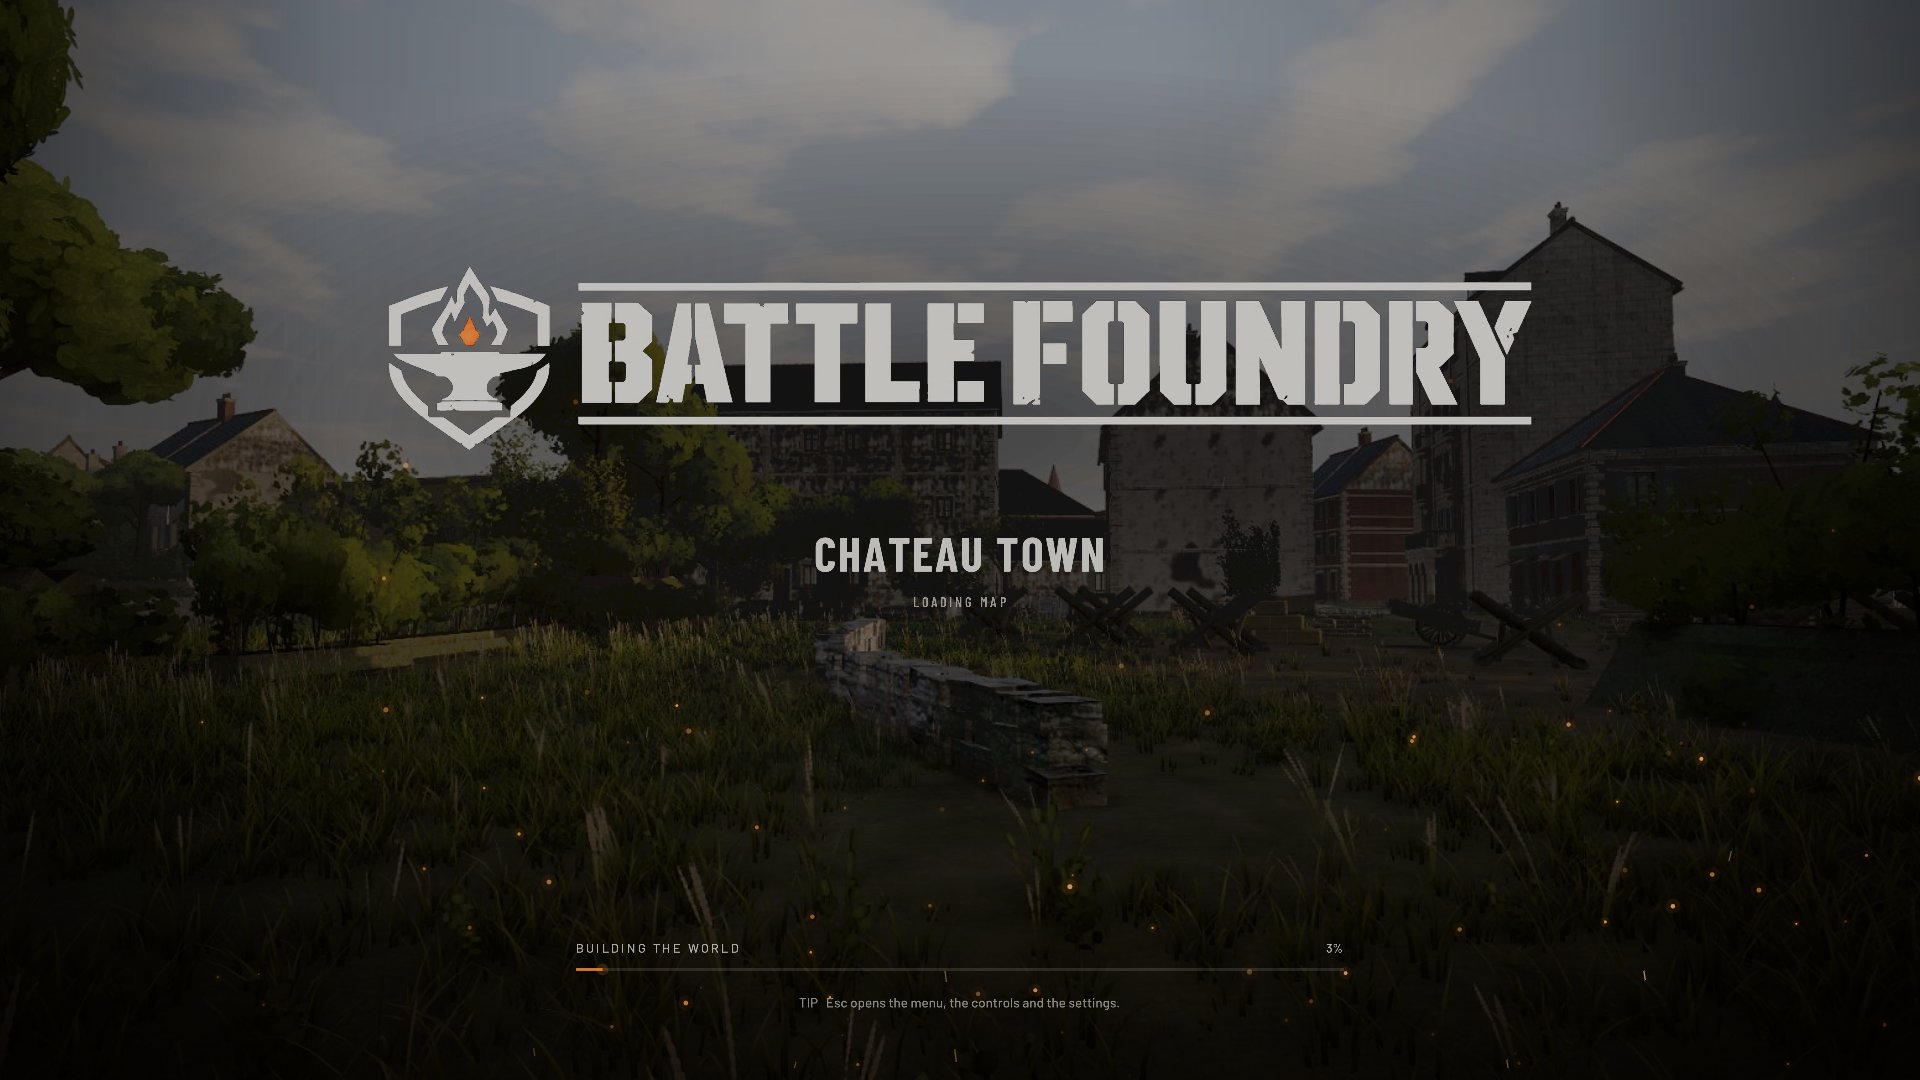 BATTLE FOUNDRY
CHATEAU TOWN
LOADING MAP
BUILDING THE WORLD 3%
TIP Esc opens the menu, the controls and the settings.